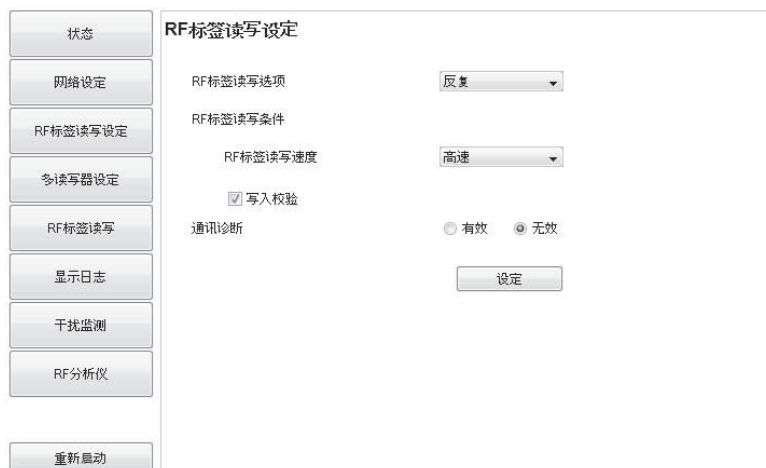 状态
网络设定
RF标签读写设定
多读写器设定
RF标签读写
显示日志
干扰监测
RF分析仪
重新启动
RF标签读写设定
RF标签读写选项 反复
RF标签读写条件
RF标签读写速度 高速
写入校验
通讯诊断 有效 无效
设定